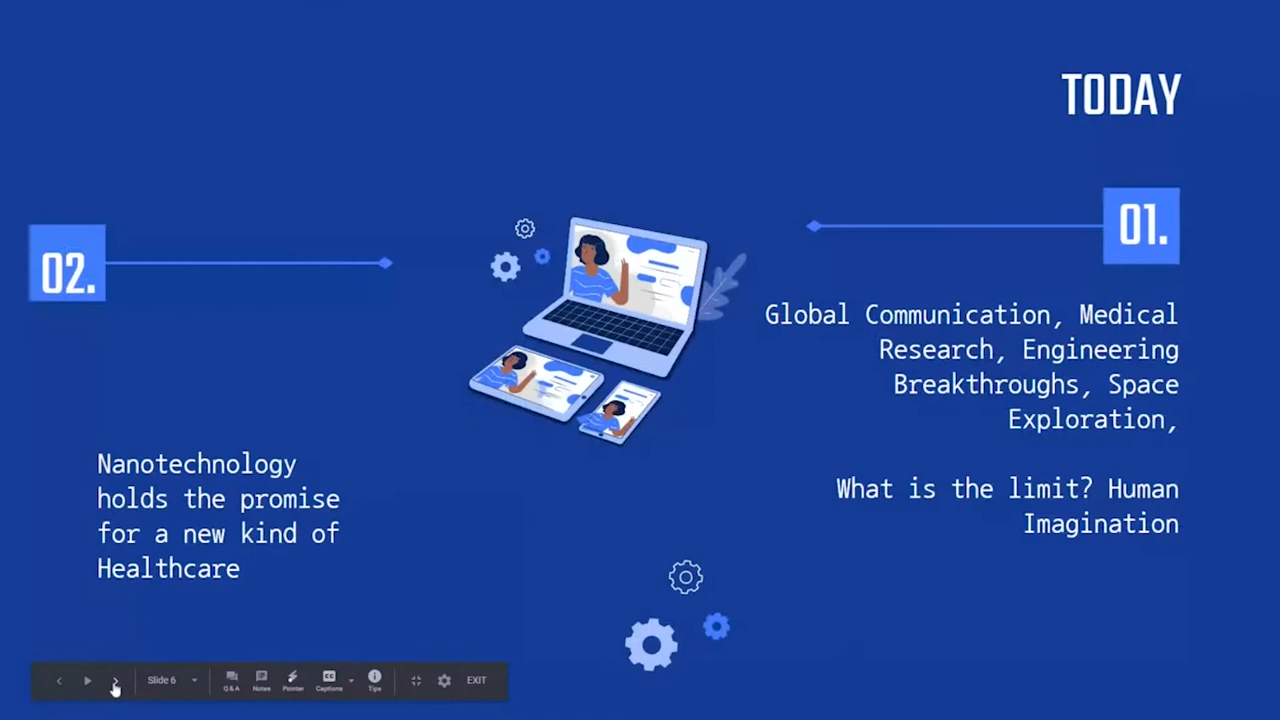 TODAY
01.
Global Communication, Medical
Research, Engineering
Breakthroughs, Space
Exploration,
What is the limit? Human
Imagination
02.
Nanotechnology
holds the promise
for a new kind of
Healthcare
Slide 6
Q & A
Notes
Pointer
Captions
Tips
EXIT
CC